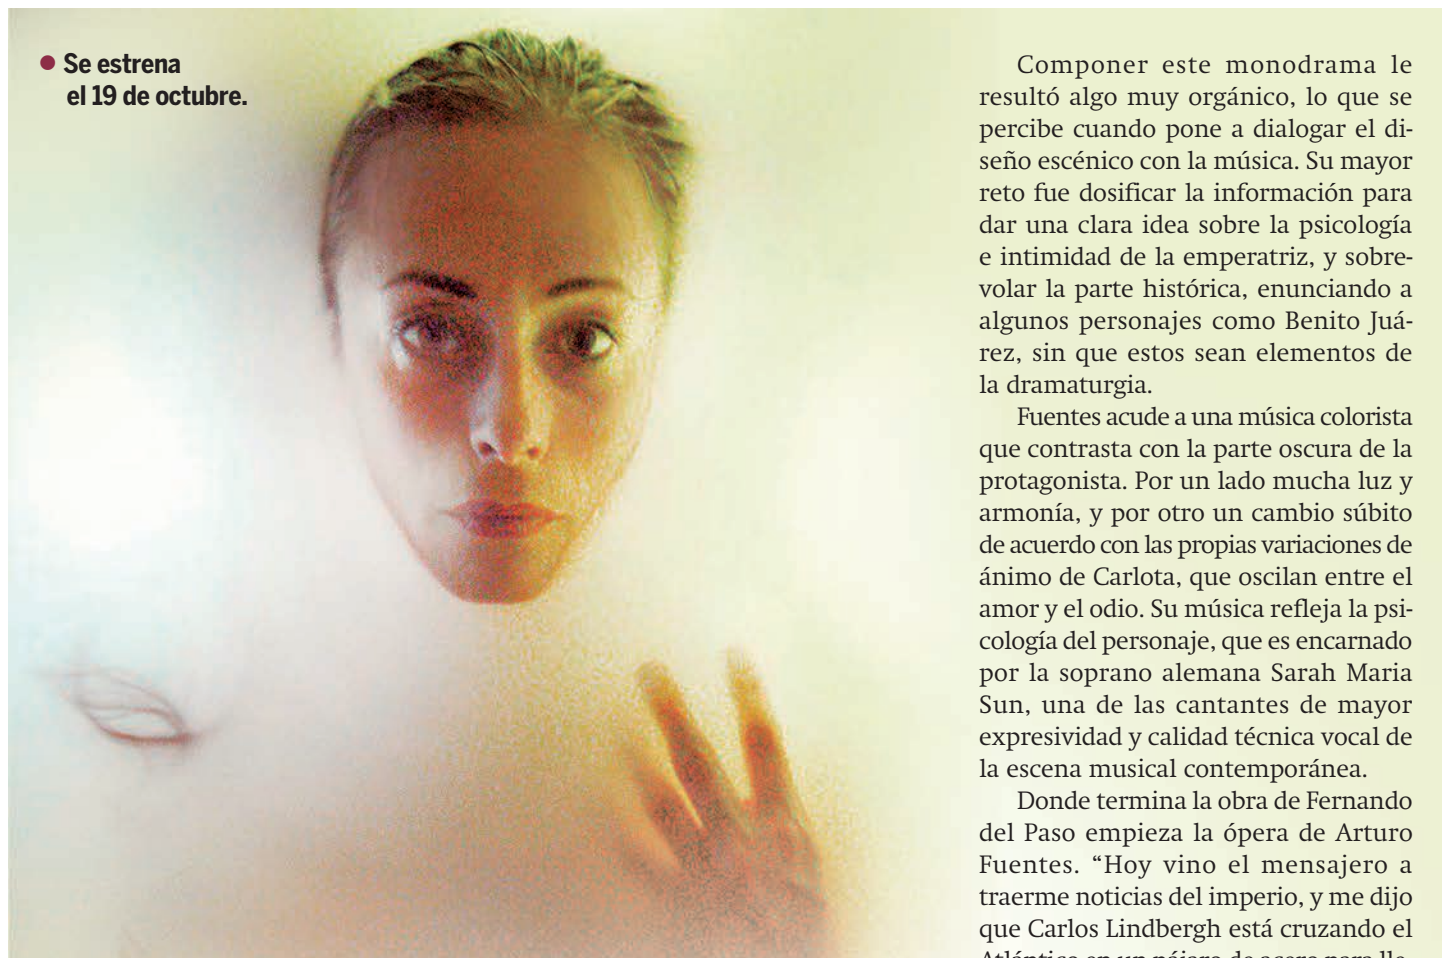 Se estrena
el 19 de octubre.
Componer este monodrama le
resultó algo muy orgánico, lo que se
percibe cuando pone a dialogar el di-
seño escénico con la música. Su mayor
reto fue dosificar la información para
dar una clara idea sobre la psicología
e intimidad de la emperatriz, y sobre-
volar la parte histórica, enunciando a
algunos personajes como Benito Juá-
rez, sin que estos sean elementos de
la dramaturgia.
Fuentes acude a una música colorista
que contrasta con la parte oscura de la
protagonista. Por un lado mucha luz y
armonía, y por otro un cambio súbito
de acuerdo con las propias variaciones de
ánimo de Carlota, que oscilan entre el
amor y el odio. Su música refleja la psi-
cología del personaje, que es encarnado
por la soprano alemana Sarah Maria
Sun, una de las cantantes de mayor
expresividad y calidad técnica vocal de
la escena musical contemporánea.
Donde termina la obra de Fernando
del Paso empieza la ópera de Arturo
Fuentes. “Hoy vino el mensajero a
traerme noticias del imperio, y me dijo
que Carlos Lindbergh está cruzando el